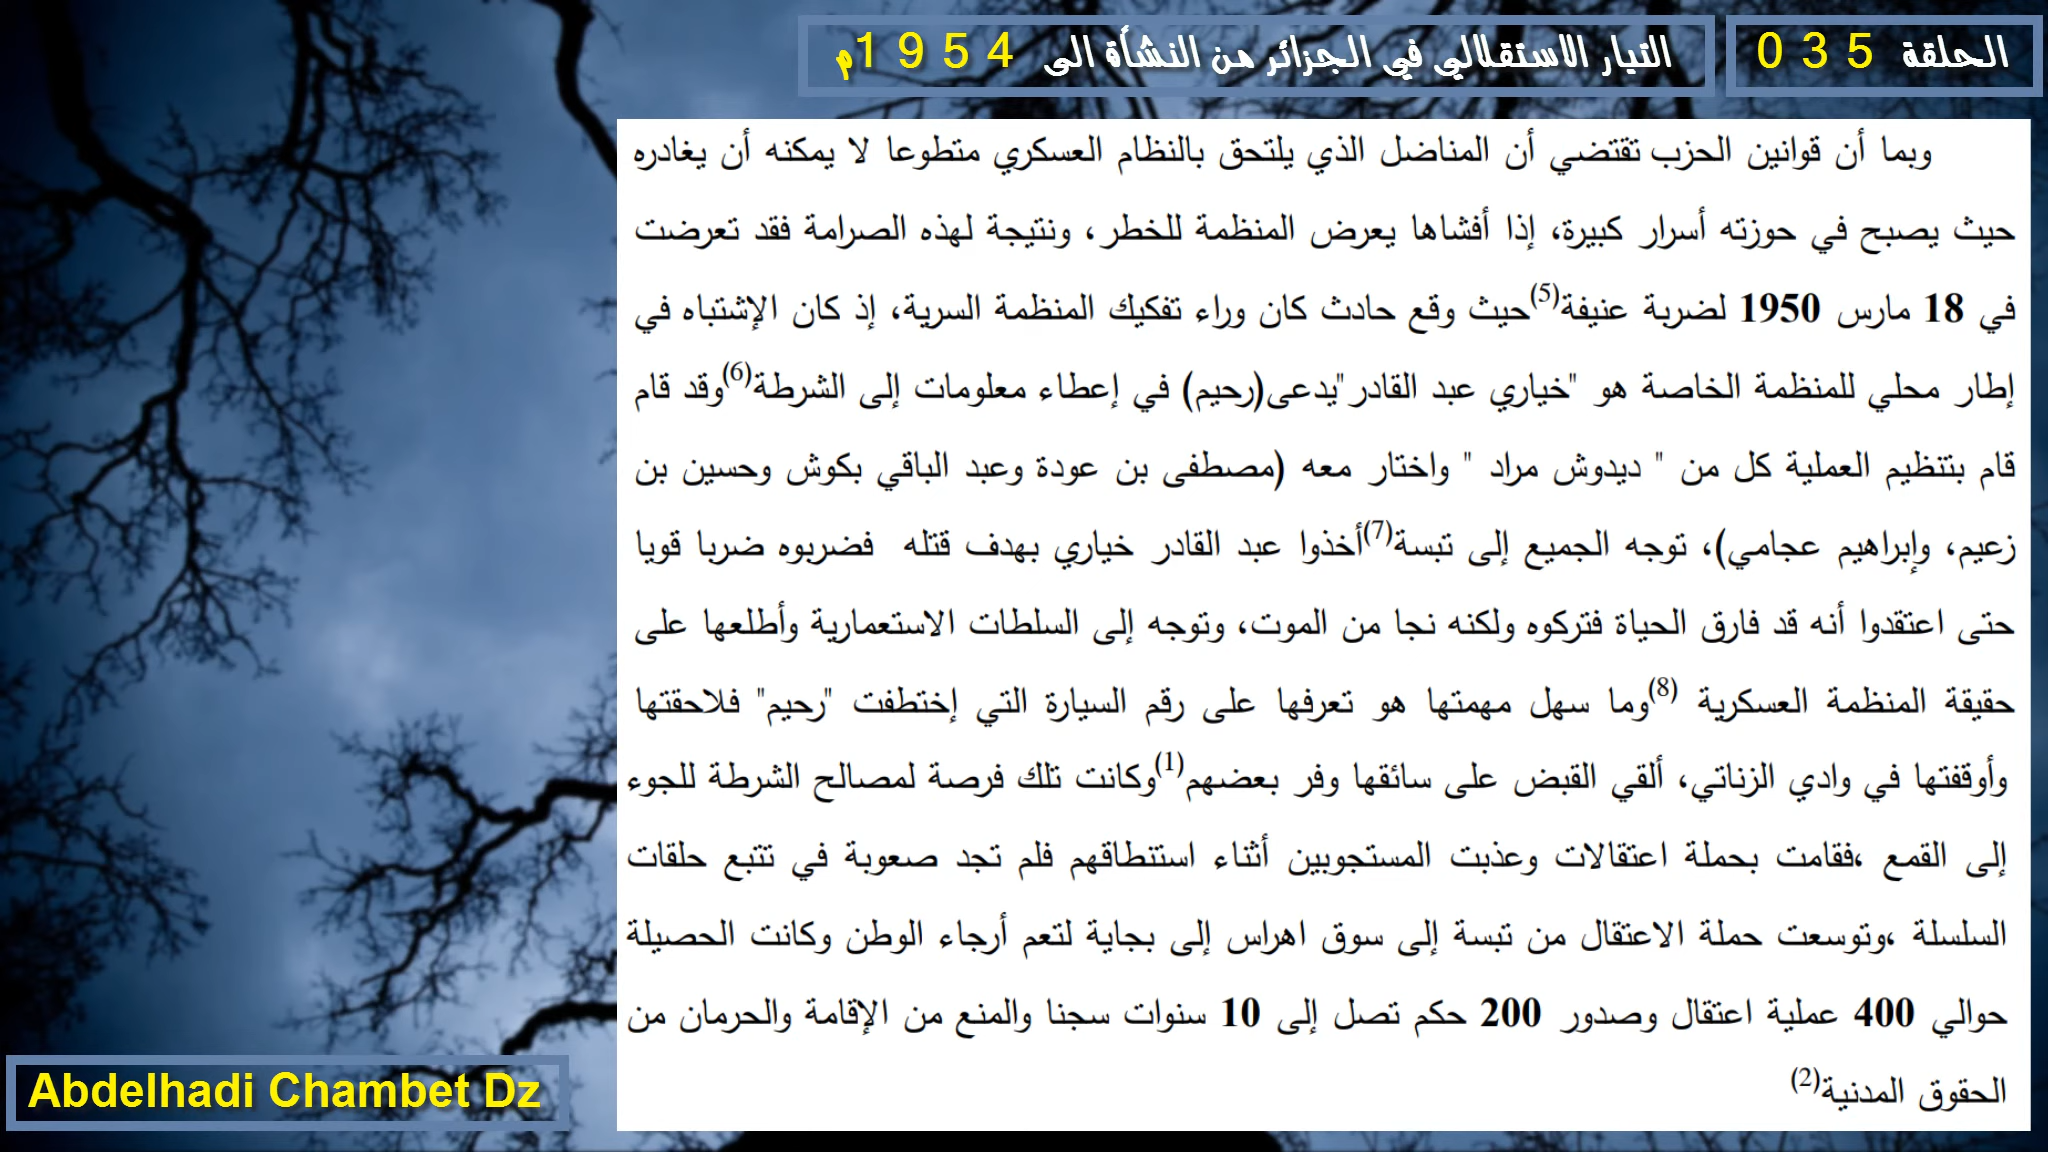 الحلقة 035
التيار الاستقلالي في الجزائر من النشأة الى 1954م
وبما أن قوانين الحزب تقتضي أن المناضل الذي يلتحق بالنظام العسكري متطوعا لا يمكنه أن يغادره
حيث يصبح في حوزته أسرار كبيرة، إذا أفشاها يعرض المنظمة للخطر، ونتيجة لهذه الصرامة فقد تعرضت
في 18 مارس 1950 لضربة عنيفة(5)حيث وقع حادث كان وراء تفكيك المنظمة السرية، إذ كان الإشتباه في
إطار محلي للمنظمة الخاصة هو "خياري عبد القادر"يدعى(رحيم) في إعطاء معلومات إلى الشرطة(6)وقد قام
قام بتنظيم العملية كل من " ديدوش مراد " واختار معه (مصطفى بن عودة وعبد الباقي بكوش وحسين بن
زعيم، وإبراهيم عجامي)، توجه الجميع إلى تبسة(7)أخذوا عبد القادر خياري بهدف قتله فضربوه ضربا قويا
حتى اعتقدوا أنه قد فارق الحياة فتركوه ولكنه نجا من الموت، وتوجه إلى السلطات الاستعمارية وأطلعها على
حقيقة المنظمة العسكرية (8)وما سهل مهمتها هو تعرفها على رقم السيارة التي إختطفت "رحيم" فلاحقتها
وأوقفتها في وادي الزناتي، ألقي القبض على سائقها وفر بعضهم(1)وكانت تلك فرصة لمصالح الشرطة للجوء
إلى القمع ،فقامت بحملة اعتقالات وعذبت المستجوبين أثناء استنطاقهم فلم تجد صعوبة في تتبع حلقات
السلسلة ،وتوسعت حملة الاعتقال من تبسة إلى سوق اهراس إلى بجاية لتعم أرجاء الوطن وكانت الحصيلة
حوالي 400 عملية اعتقال وصدور 200 حكم تصل إلى 10 سنوات سجنا والمنع من الإقامة والحرمان من
الحقوق المدنية(2)
Abdelhadi Chambet Dz